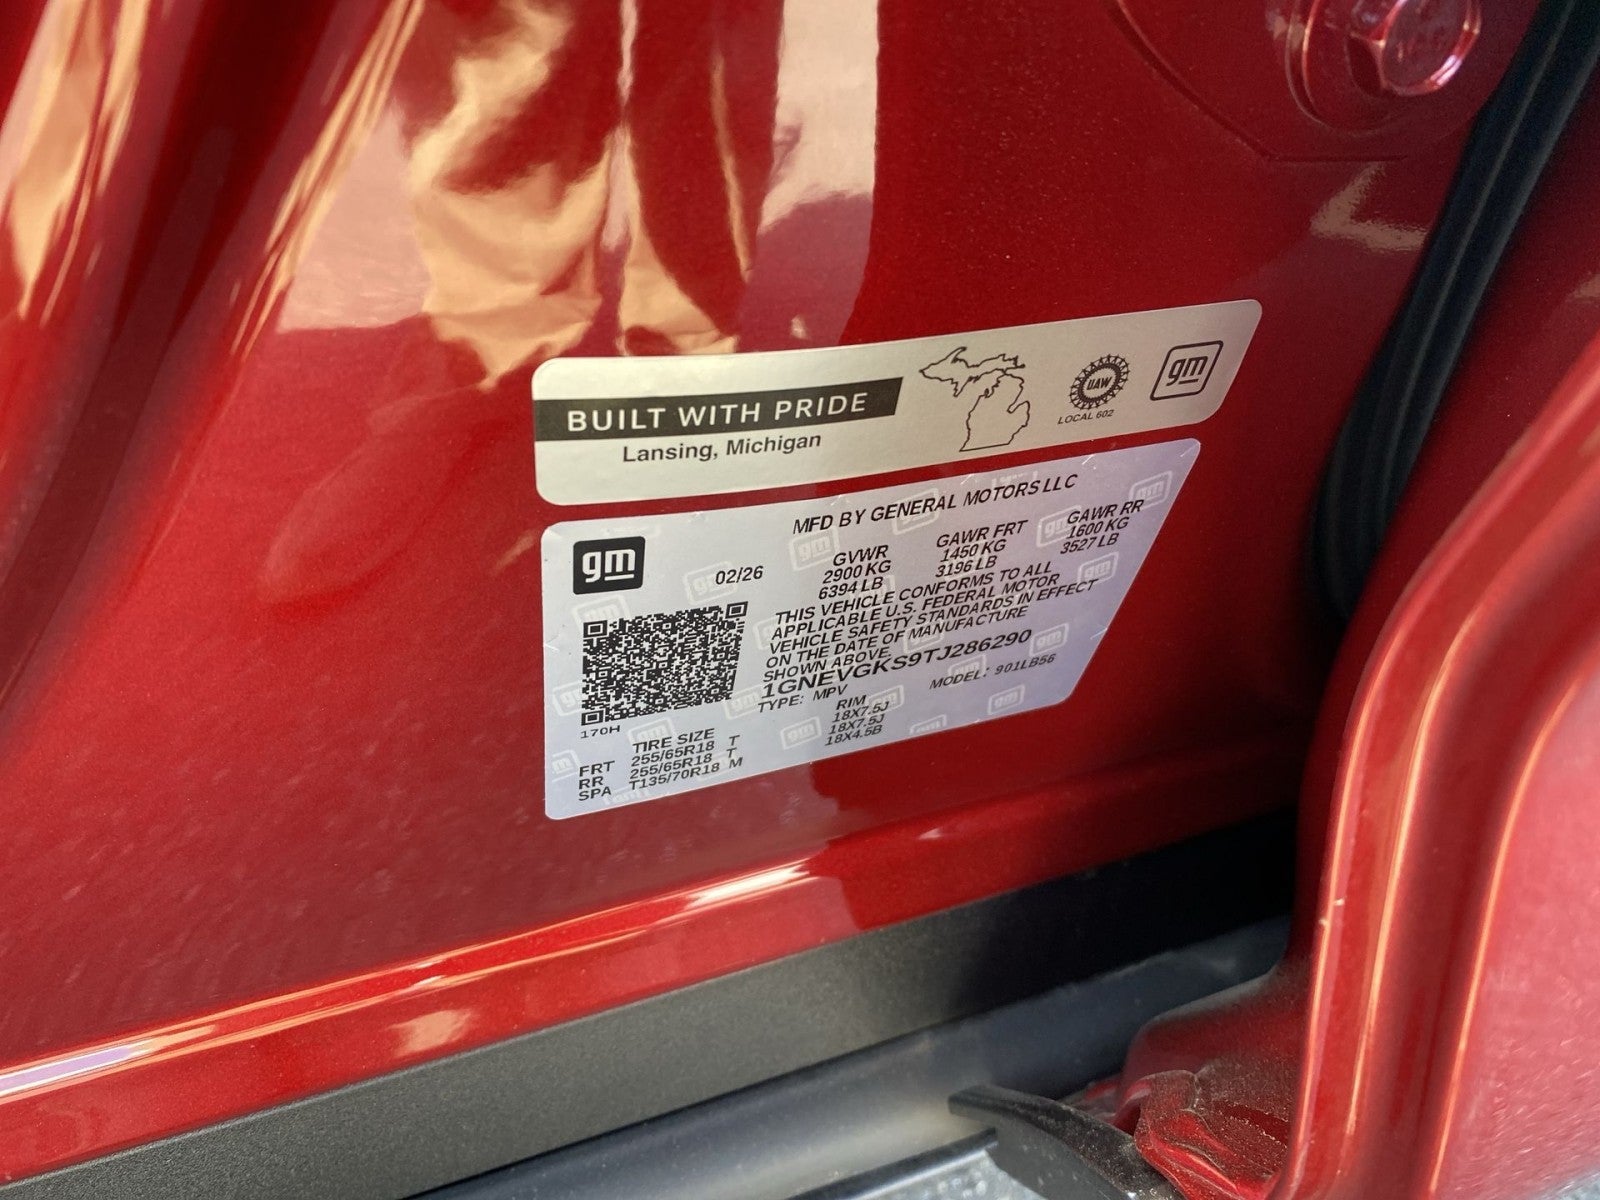 BUILT WITH PRIDE
Lansing, Michigan
UAW
LOCAL 602
gm
MFD BY GENERAL MOTORS LLC
gm
02/26
GVWR GAWR FRT GAWR RR
2900 KG 1450 KG 1600 KG
6394 LB 3196 LB 3527 LB
THIS VEHICLE CONFORMS TO ALL
APPLICABLE U.S. FEDERAL MOTOR
VEHICLE SAFETY STANDARDS IN EFFECT
ON THE DATE OF MANUFACTURE
SHOWN ABOVE.
1GNEVGKS9TJ286290
TYPE: MPV MODEL: 901LB56
170H
TIRE SIZE RIM
FRT 255/65R18 T 18X7.5J
RR 255/65R18 T 18X7.5J
SPA T135/70R18 M 18X4.5B